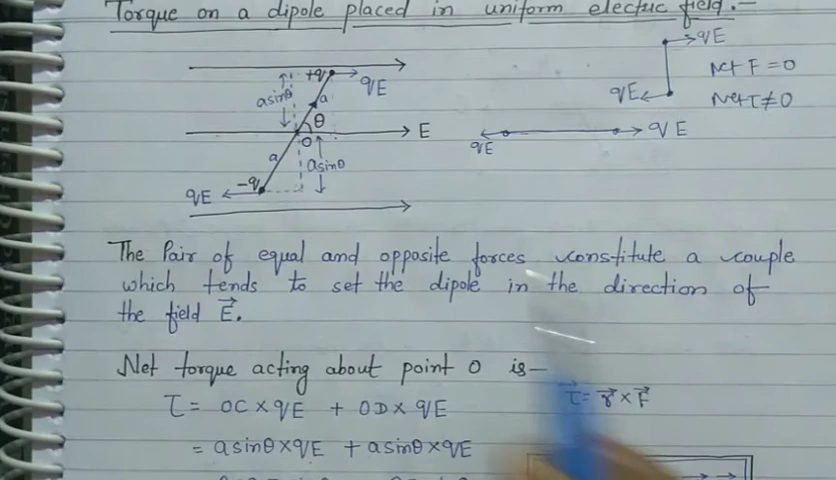 Torque on a dipole placed in uniform electric field.-
+q qE
asinθ a
θ
O
E
a asinθ
-q
qE
qE
Net F = 0
qE
Net τ ≠ 0
qE
qE
The Pair of equal and opposite forces constitute a couple
which tends to set the dipole in the direction of
the field E⃗.
Net torque acting about point O is-
τ = OC × qE + OD × qE
τ⃗ = r⃗ × F⃗
= asinθ × qE + asinθ × qE